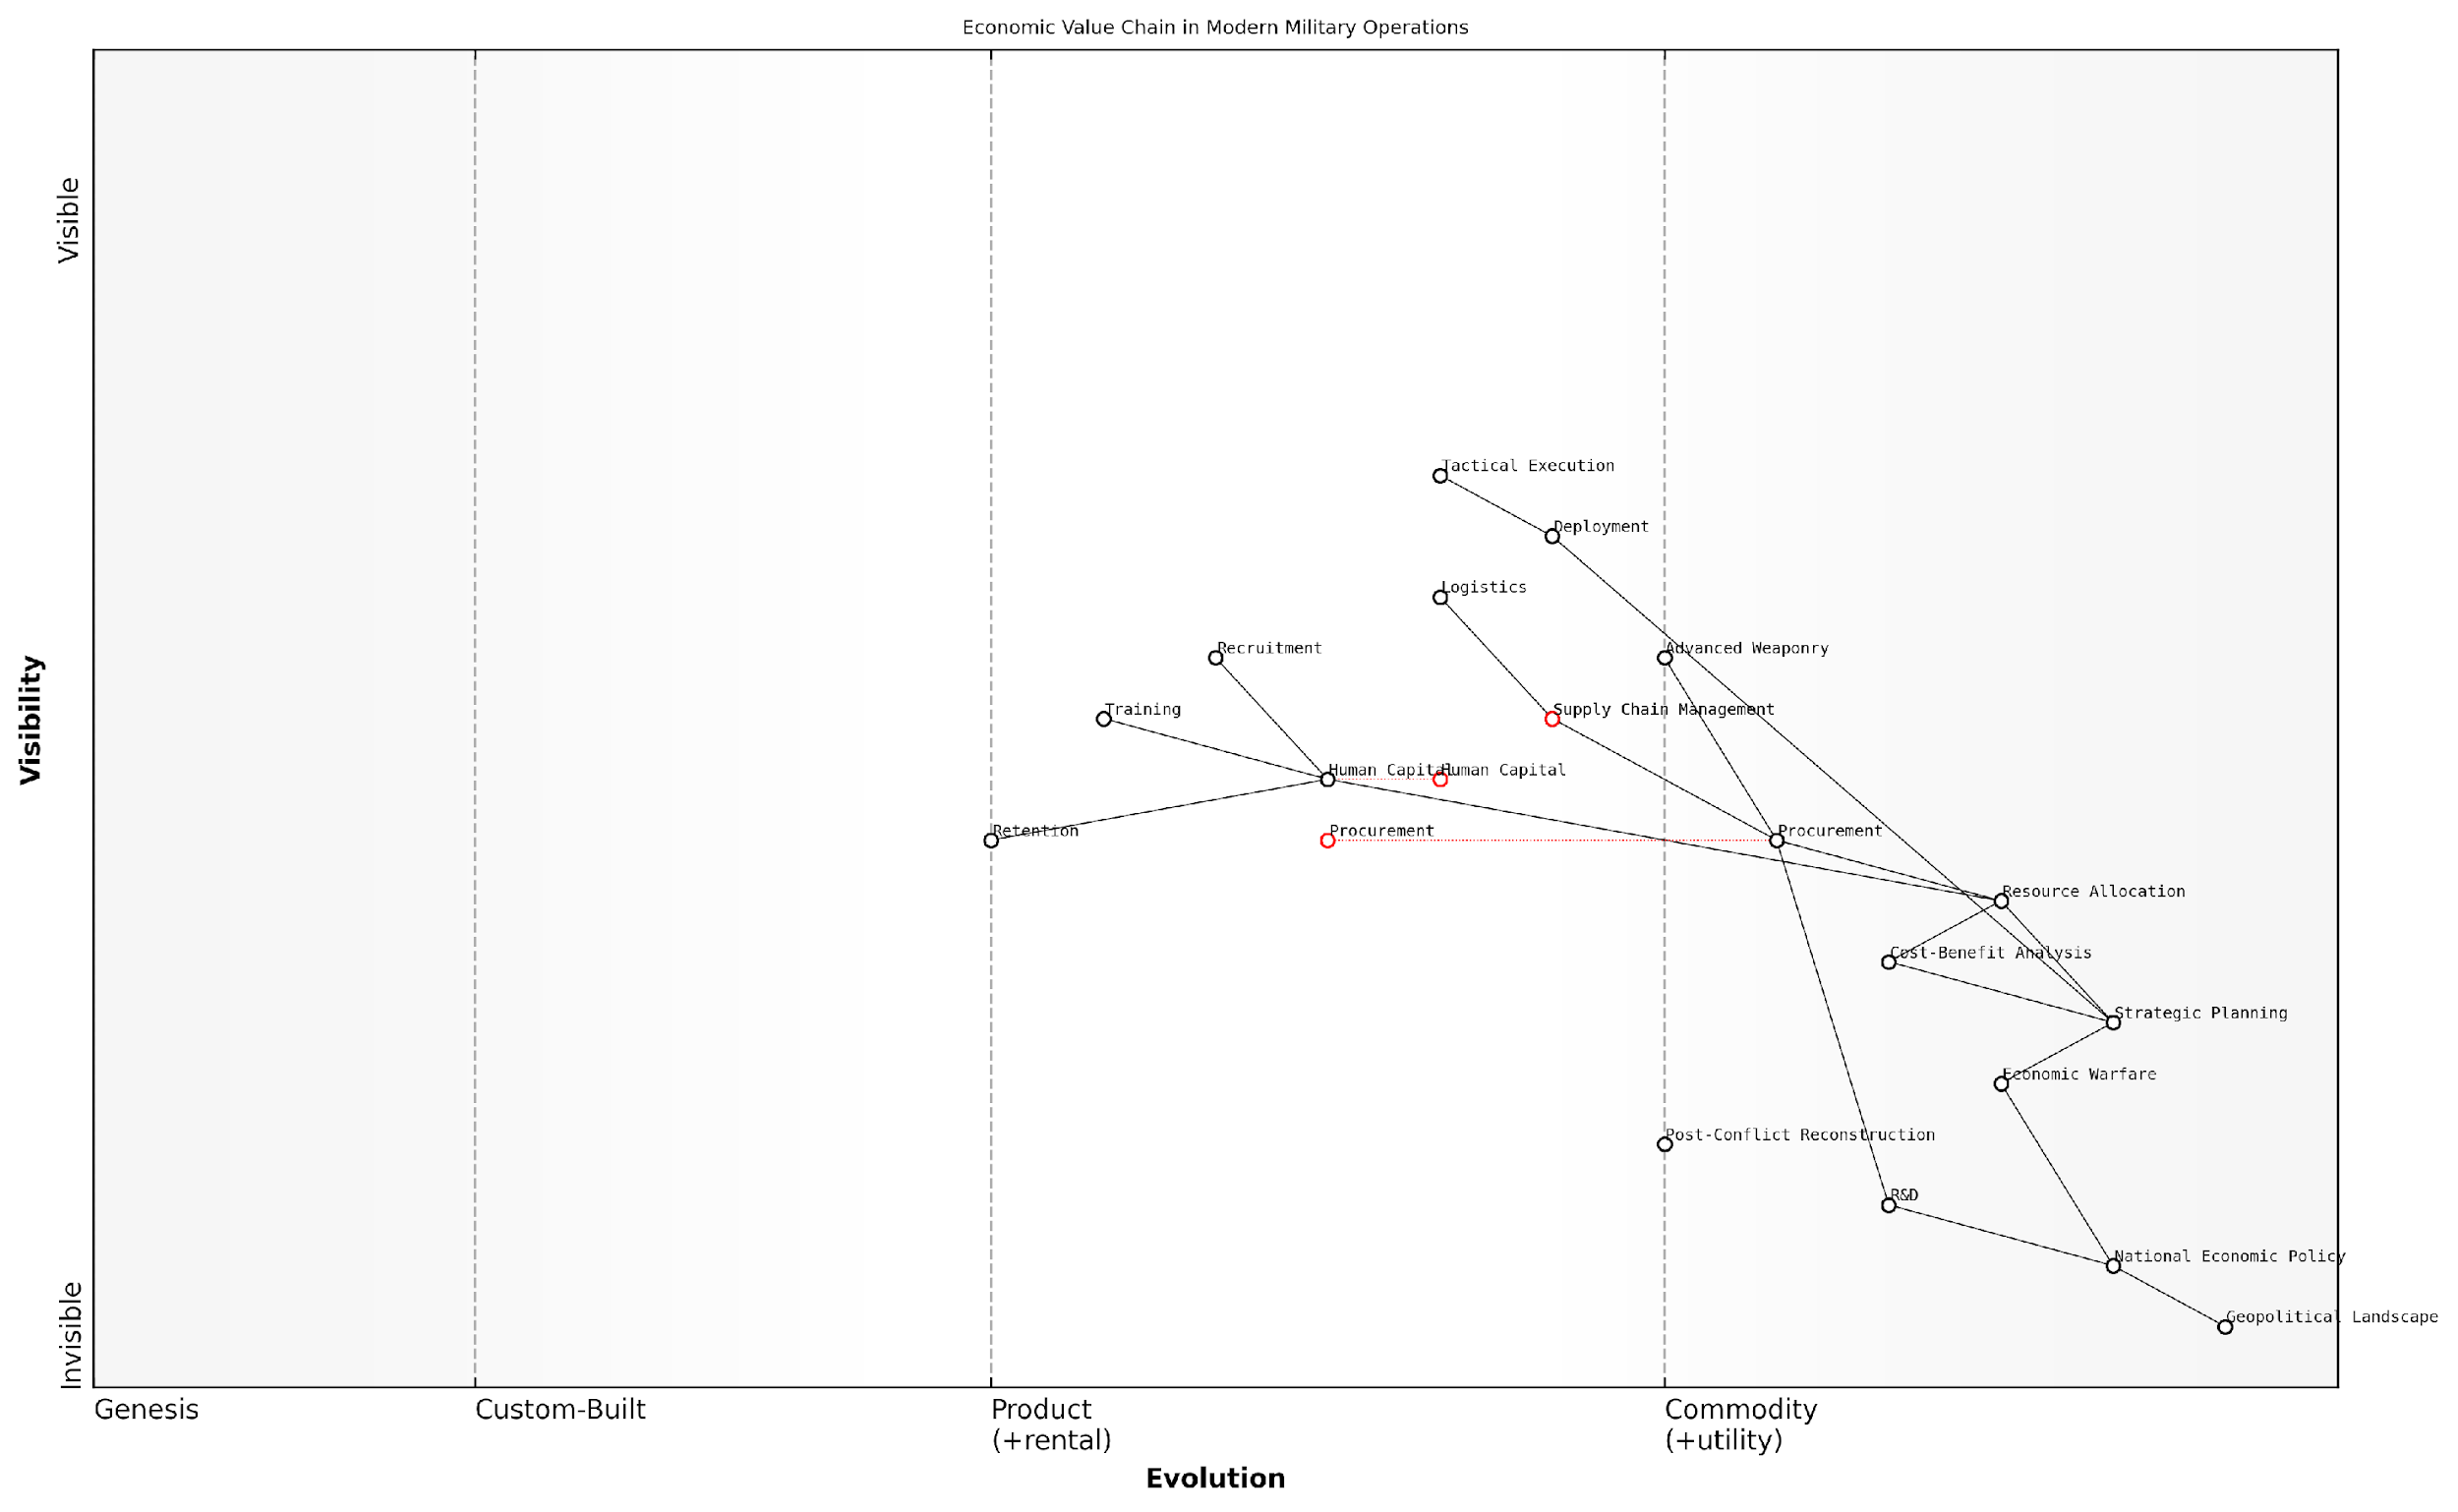 Economic Value Chain in Modern Military Operations
Visible
Tactical Execution
Deployment
Logistics
Recruitment
Advanced Weaponry
Training
Supply Chain Management
Visibility
Human Capital
Human Capital
Retention
Procurement
Procurement
Resource Allocation
Cost-Benefit Analysis
Strategic Planning
Economic Warfare
Post-Conflict Reconstruction
R&D
National Economic Policy
Geopolitical Landscape
Invisible
Genesis
Custom-Built
Product
(+rental)
Commodity
(+utility)
Evolution